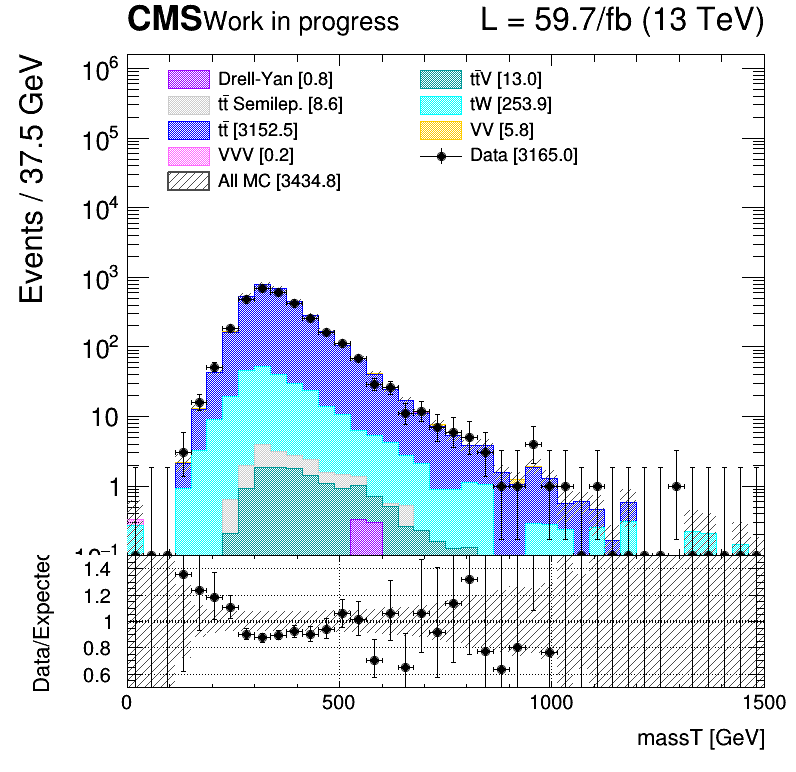 CMS Work in progress L = 59.7/fb (13 TeV)
Events / 37.5 GeV
10⁶
10⁵
10⁴
10³
10²
10
1
10⁻¹
Drell-Yan [0.8]
tt̄ Semilep. [8.6]
tt̄ [3152.5]
VVV [0.2]
All MC [3434.8]
tt̄V [13.0]
tW [253.9]
VV [5.8]
Data [3165.0]
Data/Expected
1.4
1.2
1
0.8
0.6
0 500 1000 1500
massT [GeV]